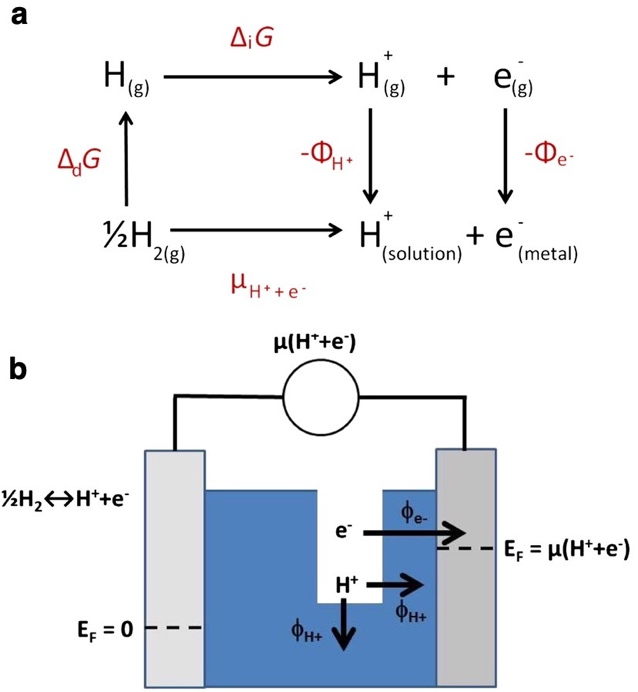 a
ΔiG
H(g) H+(g) + e-(g)
ΔdG -ΦH+ -Φe-
½H2(g) H+(solution) + e-(metal)
μH+ + e-
b
μ(H++e-)
½H2↔H++e-
ϕe-
e-
EF = μ(H++e-)
H+
ϕH+
ϕH+
EF = 0